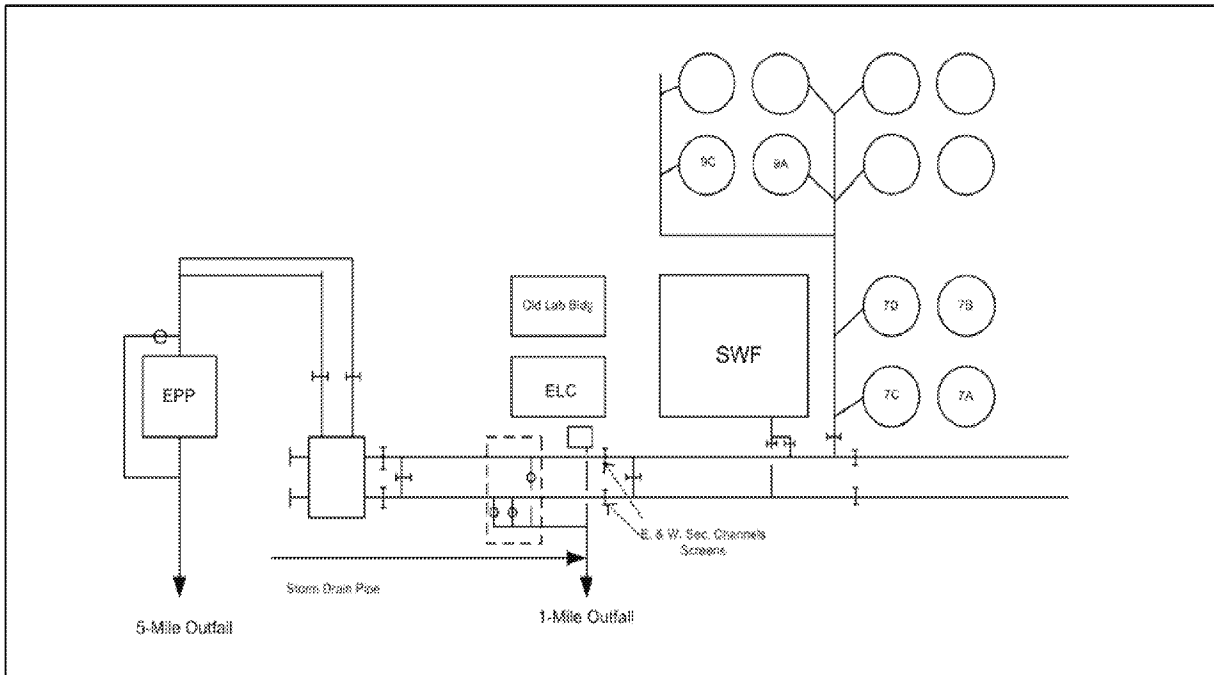 9C
9A
Old Lab Bldg
7D
7B
SWF
EPP
ELC
7C
7A
E. & W. Sec. Channels
Screens
Storm Drain Pipe
5-Mile Outfall
1-Mile Outfall